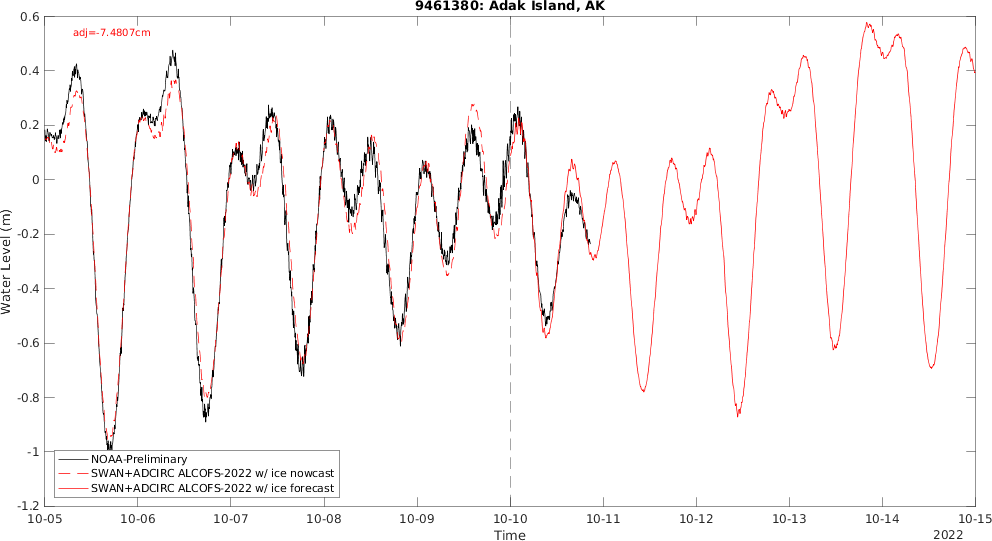 9461380: Adak Island, AK
adj=-7.4807cm
0.6
0.4
0.2
0
-0.2
-0.4
-0.6
-0.8
-1
-1.2
Water Level (m)
NOAA-Preliminary
SWAN+ADCIRC ALCOFS-2022 w/ ice nowcast
SWAN+ADCIRC ALCOFS-2022 w/ ice forecast
10-05 10-06 10-07 10-08 10-09 10-10 10-11 10-12 10-13 10-14 10-15
Time
2022